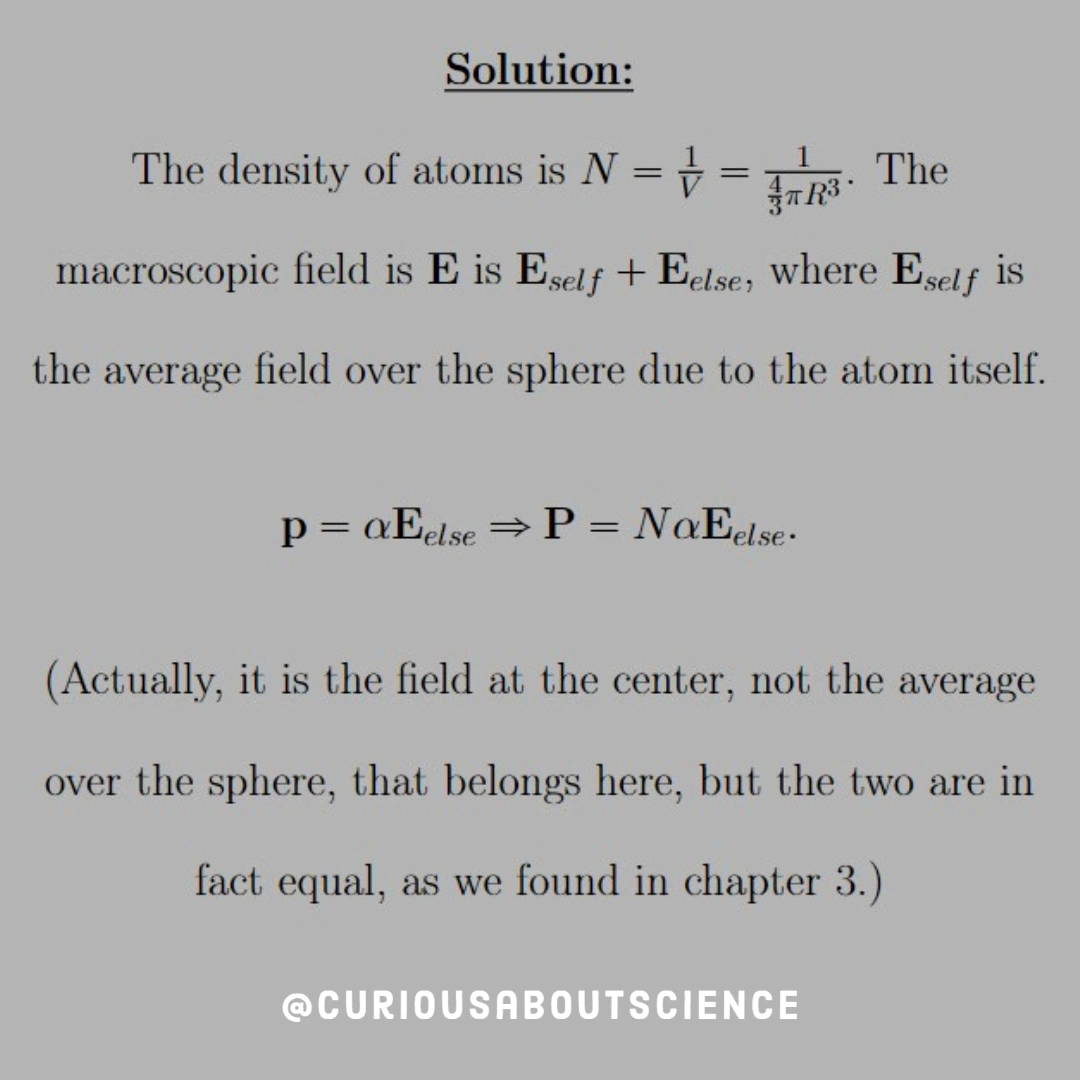 Solution:
The density of atoms is N = 1/V = 1/(4/3 πR³). The
macroscopic field is E is E_self + E_else, where E_self is
the average field over the sphere due to the atom itself.
p = αE_else ⇒ P = NαE_else.
(Actually, it is the field at the center, not the average
over the sphere, that belongs here, but the two are in
fact equal, as we found in chapter 3.)
@CURIOUSABOUTSCIENCE